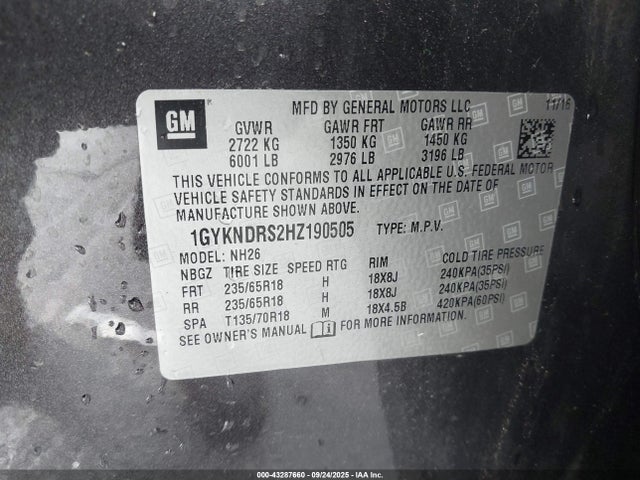 GM
MFD BY GENERAL MOTORS LLC 11/16
GVWR GAWR FRT GAWR RR
2722 KG 1350 KG 1450 KG
6001 LB 2976 LB 3196 LB
THIS VEHICLE CONFORMS TO ALL APPLICABLE U.S. FEDERAL MOTOR
VEHICLE SAFETY STANDARDS IN EFFECT ON THE DATE OF
MANUFACTURE SHOWN ABOVE.
1GYKNDRS2HZ190505 TYPE: M.P.V.
MODEL: NH26
NBGZ TIRE SIZE SPEED RTG RIM COLD TIRE PRESSURE
FRT 235/65R18 H 18X8J 240KPA(35PSI)
RR 235/65R18 H 18X8J 240KPA(35PSI)
SPA T135/70R18 M 18X4.5B 420KPA(60PSI)
SEE OWNER'S MANUAL FOR MORE INFORMATION.
000-43287660 - 09/24/2025 - IAA Inc.